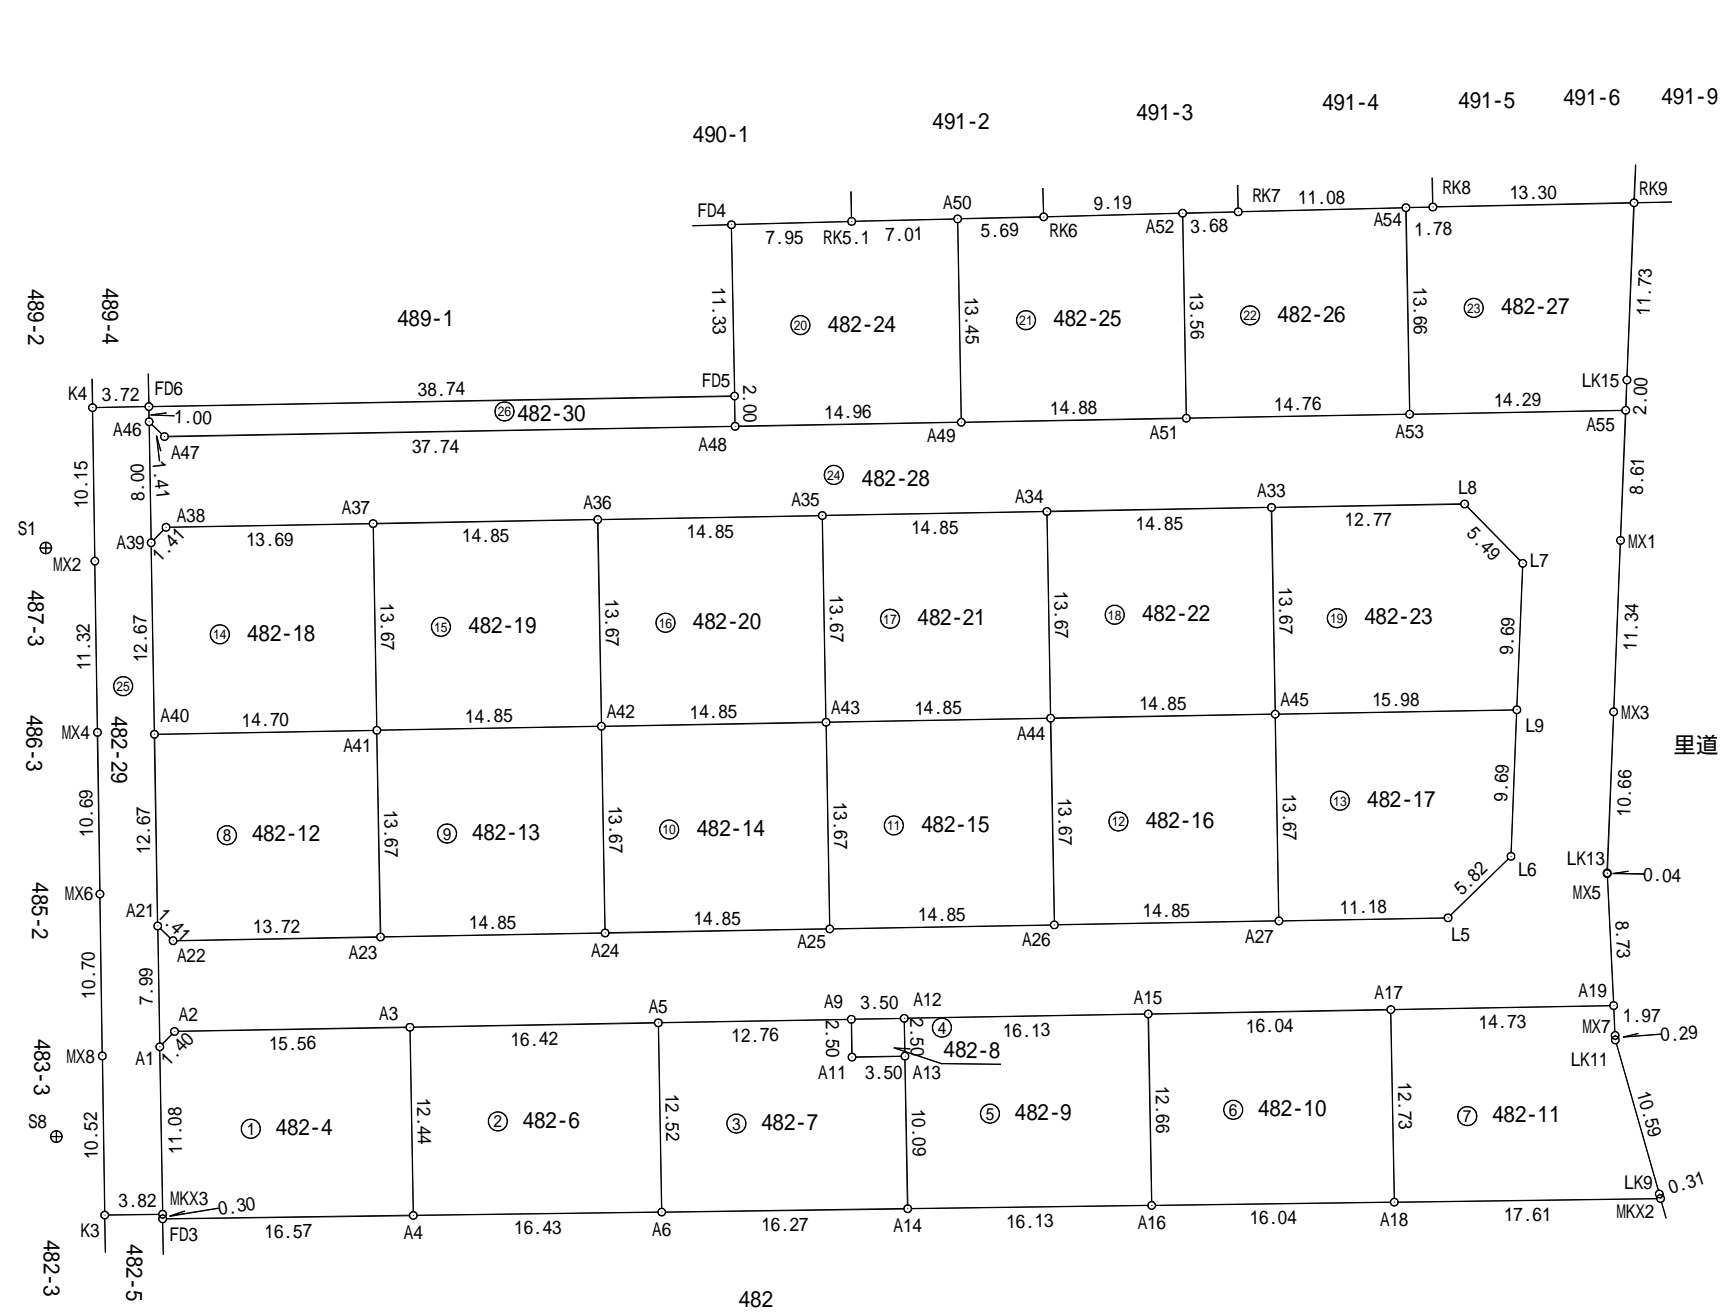 490-1
491-2
491-3
491-4
491-5
491-6
491-9
FD4
A50
RK7
11.08
RK8
13.30
RK9
9.19
7.95
RK5.1
7.01
5.69
RK6
A52
3.68
A54
1.78
489-2
489-4
489-1
11.33
⑳ 482-24
13.45
㉑ 482-25
13.56
㉒ 482-26
13.66
㉓ 482-27
11.73
K4
3.72
FD6
38.74
FD5
2.00
LK15
2.00
1.00
㉖ 482-30
A46
A47
37.74
A48
14.96
A49
14.88
A51
14.76
A53
14.29
A55
10.15
8.00
1.41
㉔ 482-28
8.61
S1
A38
A37
A36
A35
A34
A33
L8
A39
1.41
13.69
14.85
14.85
14.85
14.85
12.77
5.49
MX2
L7
MX1
487-3
11.32
12.67
⑭ 482-18
13.67
⑮ 482-19
13.67
⑯ 482-20
13.67
⑰ 482-21
13.67
⑱ 482-22
13.67
⑲ 482-23
9.69
11.34
㉕
482-29
A40
14.70
14.85
A42
14.85
A43
14.85
14.85
A45
15.98
MX4
A41
A44
L9
MX3
486-3
里道
10.69
12.67
⑧ 482-12
13.67
⑨ 482-13
13.67
⑩ 482-14
13.67
⑪ 482-15
13.67
⑫ 482-16
13.67
⑬ 482-17
9.69
10.66
LK13
5.82
L6
0.04
MX6
MX5
485-2
A21
1.41
13.72
14.85
14.85
14.85
14.85
11.18
A22
A23
A24
A25
A26
A27
L5
8.73
10.70
7.99
A2
A3
A5
A9
3.50
A12
A15
A17
A19
2.50
2.50
④
482-8
1.97
MX7
0.29
MX8
A1
1.40
15.56
16.42
12.76
16.13
16.04
14.73
A11
3.50
A13
LK11
483-3
S8
10.52
11.08
① 482-4
12.44
② 482-6
12.52
③ 482-7
10.09
⑤ 482-9
12.66
⑥ 482-10
12.73
⑦ 482-11
10.59
3.82
MKX3
0.30
LK9
0.31
K3
FD3
16.57
A4
16.43
A6
16.27
A14
16.13
A16
16.04
A18
17.61
MKX2
482-3
482-5
482